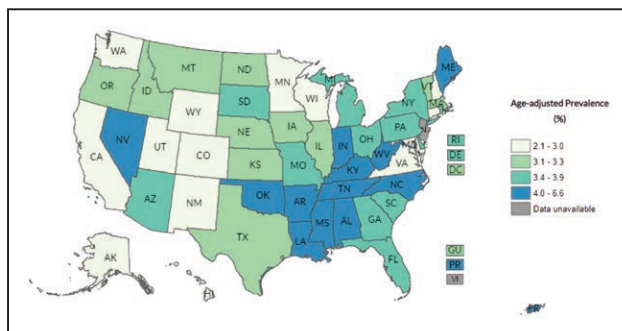 WA
MT
ND
MN
ME
VT
OR
ID
SD
WI
MI
NY
MA
WY
IA
NE
PA
NV
IL
IN
OH
UT
CO
WV
CA
KS
MO
KY
VA
MD
TN
NC
AZ
NM
OK
AR
SC
MS
AL
GA
TX
LA
FL
AK
HI
RI
DE
DC
GU
PR
VI
PR
Age-adjusted Prevalence
(%)
2.1 - 3.0
3.1 - 3.3
3.4 - 3.9
4.0 - 6.6
Data unavailable